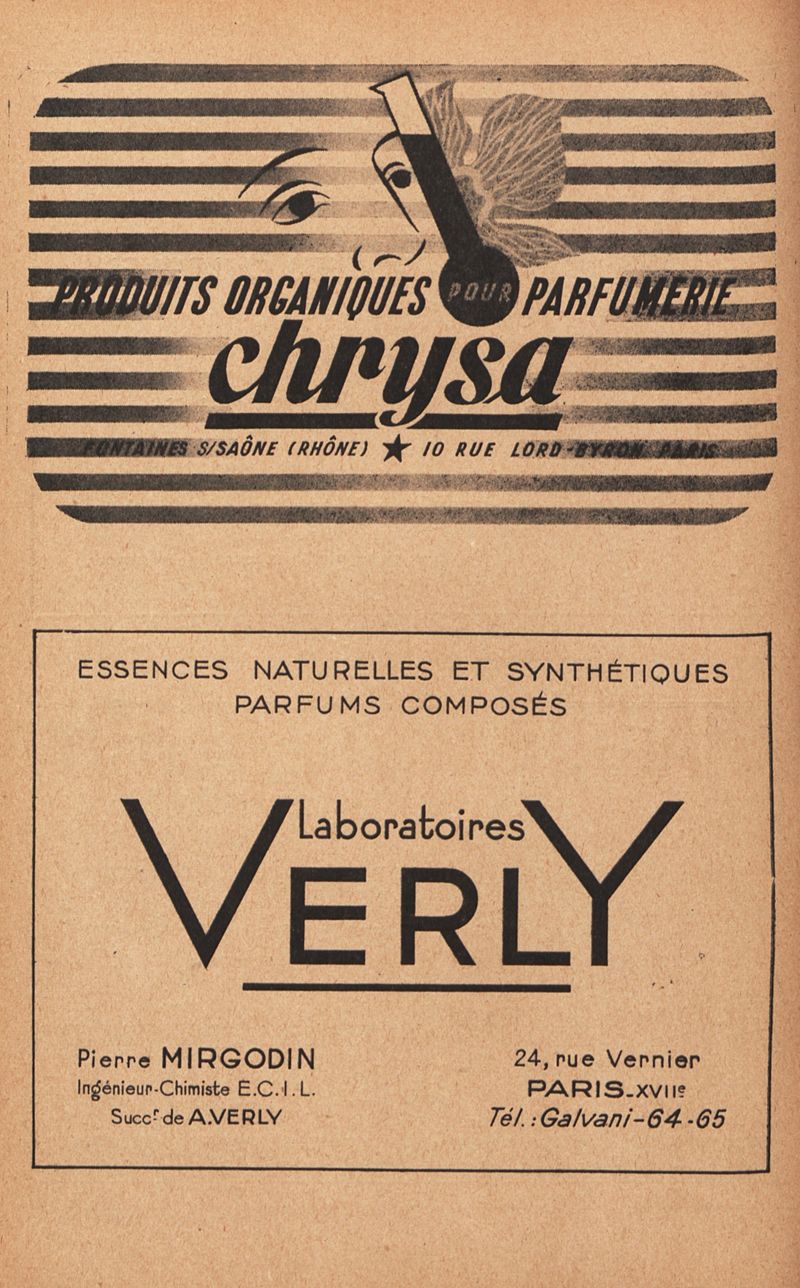 PRODUITS ORGANIQUES POUR PARFUMERIE
chrysa
FONTAINES S/SAÔNE (RHÔNE) ★ 10 RUE LORD-BYRON PARIS
ESSENCES NATURELLES ET SYNTHÉTIQUES
PARFUMS COMPOSÉS
Laboratoires
VERLY
Pierre MIRGODIN
Ingénieur-Chimiste E.C.I.L.
Succr de A.VERLY
24, rue Vernier
PARIS-XVIIe
Tél.: Galvani-64-65